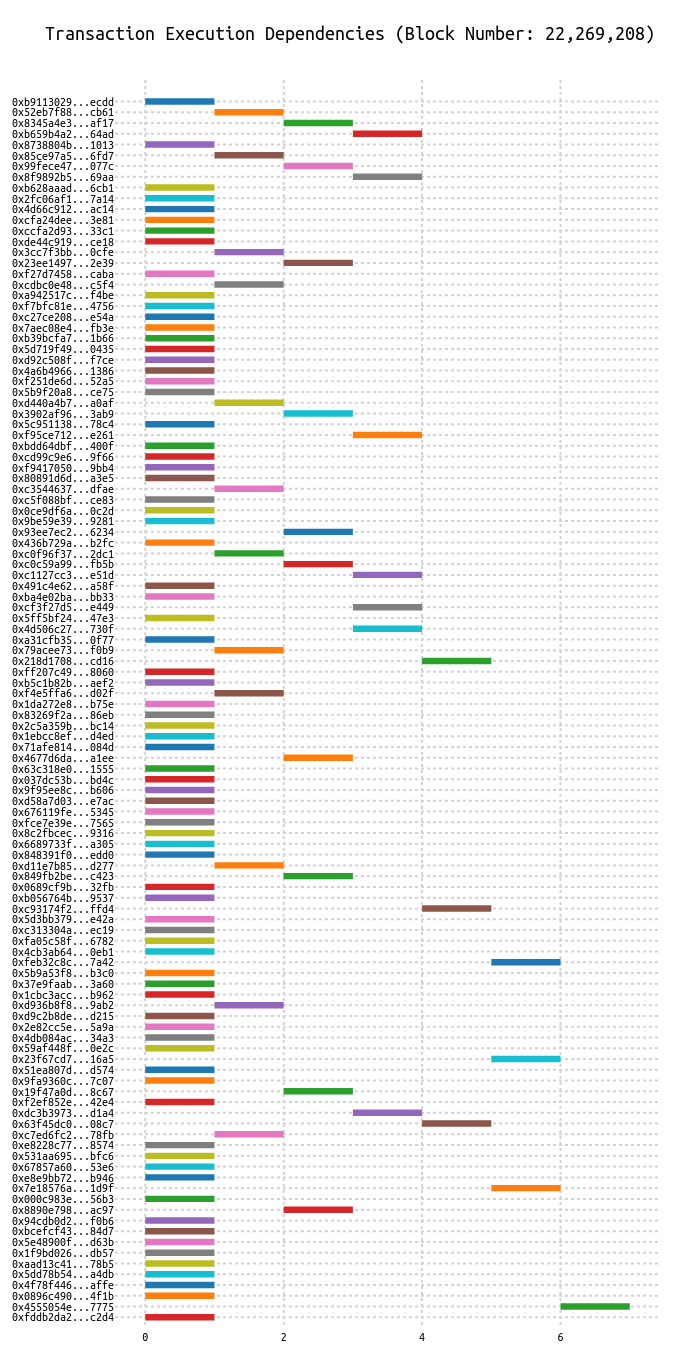 Transaction Execution Dependencies (Block Number: 22,269,208)
0xb9113029...ecdd
0x52eb7f88...cb61
0x8345a4e3...af17
0xb659b4a2...64ad
0x8738804b...1013
0x85ce97a5...6fd7
0x99fece47...077c
0x8f9892b5...69aa
0xb628aaad...6cb1
0x2fc06af1...7a14
0x4d66c912...ac14
0xcfa24dee...3e81
0xccfa2d93...33c1
0xde44c919...ce18
0x3cc7f3bb...0cfe
0x23ee1497...2e39
0xf27d7458...caba
0xcdbc0e48...c5f4
0xa942517c...f4be
0xf7bfc81e...4756
0xc27ce208...e54a
0x7aec08e4...fb3e
0xb39bcfa7...1b66
0x5d719f49...0435
0xd92c508f...f7ce
0x4a6b4966...1386
0xf251de6d...52a5
0x5b9f20a8...ce75
0xd440a4b7...a0af
0x3902af96...3ab9
0x5c951138...78c4
0xf95ce712...e261
0xbdd64dbf...400f
0xcd99c9e6...9f66
0xf9417050...9bb4
0x80891d6d...a3e5
0xc3544637...dfae
0xc5f088bf...ce83
0x0ce9df6a...0c2d
0x9be59e39...9281
0x93ee7ec2...6234
0x436b729a...b2fc
0xc0f96f37...2dc1
0xc0c59a99...fb5b
0xc1127cc3...e51d
0x491c4e62...a58f
0xba4e02ba...bb33
0xcf3f27d5...e449
0x5ff5bf24...47e3
0x4d506c27...730f
0xa31cfb35...0f77
0x79acee73...f0b9
0x218d1708...cd16
0xff207c49...8060
0xb5c1b82b...aef2
0xf4e5ffa6...d02f
0x1da272e8...b75e
0x83269f2a...86eb
0x2c5a359b...bc14
0x1ebcc8ef...d4ed
0x71afe814...084d
0x4677d6da...a1ee
0x63c318e0...1555
0x037dc53b...bd4c
0x9f95ee8c...b606
0xd58a7d03...e7ac
0x676119fe...5345
0xfce7e39e...7565
0x8c2fbcec...9316
0x6689733f...a305
0x848391f0...edd0
0xd11e7b85...d277
0x849fb2be...c423
0x0689cf9b...32fb
0xb056764b...9537
0xc93174f2...ffd4
0x5d3bb379...e42a
0xc313304a...ec19
0xfa05c58f...6782
0x4cb3ab64...0eb1
0xfeb32c8c...7a42
0x5b9a53f8...b3c0
0x37e9faab...3a60
0x1cbc3acc...b962
0xd936b8f8...9ab2
0xd9c2b8de...d215
0x2e82cc5e...5a9a
0x4db084ac...34a3
0x59af448f...0e2c
0x23f67cd7...16a5
0x51ea807d...d574
0x9fa9360c...7c07
0x19f47a0d...8c67
0xf2ef852e...42e4
0xdc3b3973...d1a4
0x63f45dc0...08c7
0xc7ed6fc2...78fb
0xe8228c77...8574
0x531aa695...bfc6
0x67857a60...53e6
0xe8e9bb72...b946
0x7e18576a...1d9f
0x000c983e...56b3
0x8890e798...ac97
0x94cdb0d2...f0b6
0xbcefcf43...84d7
0x5e48900f...d63b
0x1f9bd026...db57
0xaad13c41...78b5
0x5dd78b54...a4db
0x4f78f446...affe
0x0896c490...4f1b
0x4555054e...7775
0xfddb2da2...c2d4
0 2 4 6